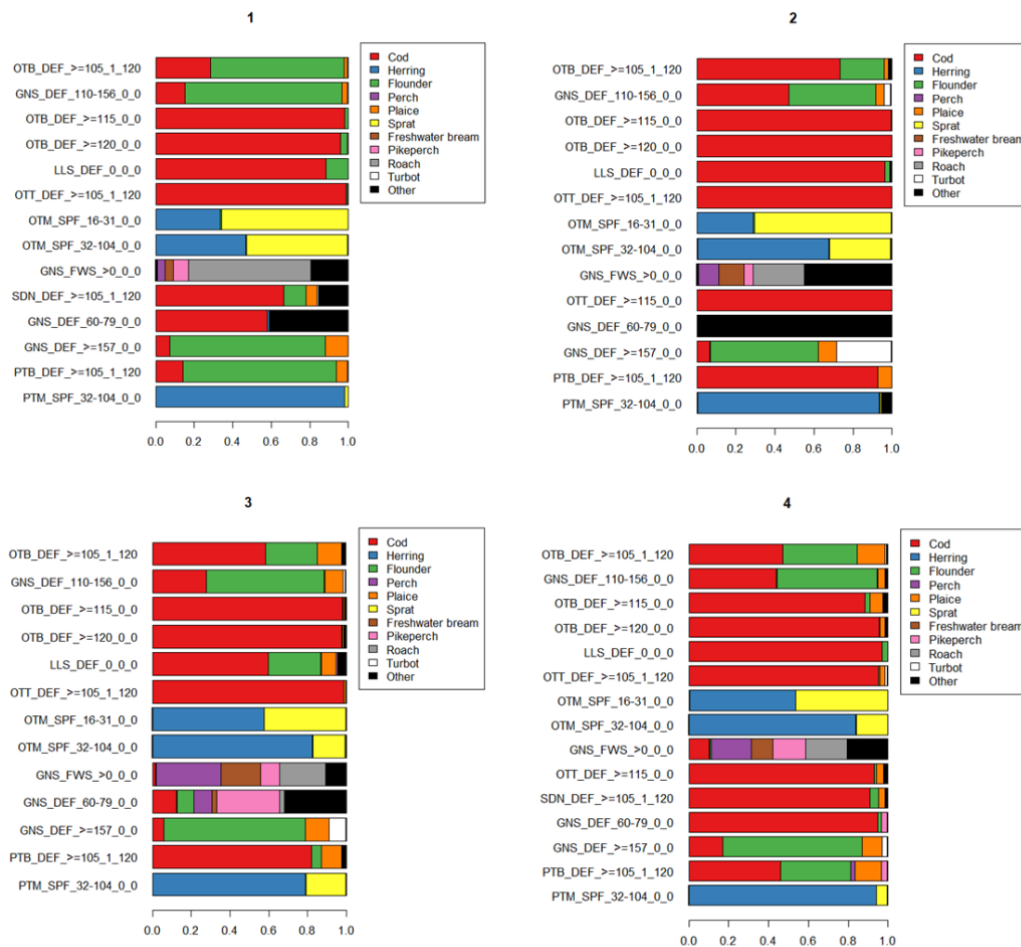 1
OTB_DEF_>=105_1_120
GNS_DEF_110-156_0_0
OTB_DEF_>=115_0_0
OTB_DEF_>=120_0_0
LLS_DEF_0_0_0
OTT_DEF_>=105_1_120
OTM_SPF_16-31_0_0
OTM_SPF_32-104_0_0
GNS_FWS_>0_0_0
SDN_DEF_>=105_1_120
GNS_DEF_60-79_0_0
GNS_DEF_>=157_0_0
PTB_DEF_>=105_1_120
PTM_SPF_32-104_0_0
0.0 0.2 0.4 0.6 0.8 1.0
Cod
Herring
Flounder
Perch
Plaice
Sprat
Freshwater bream
Pikeperch
Roach
Turbot
Other
2
OTB_DEF_>=105_1_120
GNS_DEF_110-156_0_0
OTB_DEF_>=115_0_0
OTB_DEF_>=120_0_0
LLS_DEF_0_0_0
OTT_DEF_>=105_1_120
OTM_SPF_16-31_0_0
OTM_SPF_32-104_0_0
GNS_FWS_>0_0_0
OTT_DEF_>=115_0_0
GNS_DEF_60-79_0_0
GNS_DEF_>=157_0_0
PTB_DEF_>=105_1_120
PTM_SPF_32-104_0_0
0.0 0.2 0.4 0.6 0.8 1.0
Cod
Herring
Flounder
Perch
Plaice
Sprat
Freshwater bream
Pikeperch
Roach
Turbot
Other
3
OTB_DEF_>=105_1_120
GNS_DEF_110-156_0_0
OTB_DEF_>=115_0_0
OTB_DEF_>=120_0_0
LLS_DEF_0_0_0
OTT_DEF_>=105_1_120
OTM_SPF_16-31_0_0
OTM_SPF_32-104_0_0
GNS_FWS_>0_0_0
GNS_DEF_60-79_0_0
GNS_DEF_>=157_0_0
PTB_DEF_>=105_1_120
PTM_SPF_32-104_0_0
0.0 0.2 0.4 0.6 0.8 1.0
Cod
Herring
Flounder
Perch
Plaice
Sprat
Freshwater bream
Pikeperch
Roach
Turbot
Other
4
OTB_DEF_>=105_1_120
GNS_DEF_110-156_0_0
OTB_DEF_>=115_0_0
OTB_DEF_>=120_0_0
LLS_DEF_0_0_0
OTT_DEF_>=105_1_120
OTM_SPF_16-31_0_0
OTM_SPF_32-104_0_0
GNS_FWS_>0_0_0
OTT_DEF_>=115_0_0
SDN_DEF_>=105_1_120
GNS_DEF_60-79_0_0
GNS_DEF_>=157_0_0
PTB_DEF_>=105_1_120
PTM_SPF_32-104_0_0
0.0 0.2 0.4 0.6 0.8 1.0
Cod
Herring
Flounder
Perch
Plaice
Sprat
Freshwater bream
Pikeperch
Roach
Turbot
Other